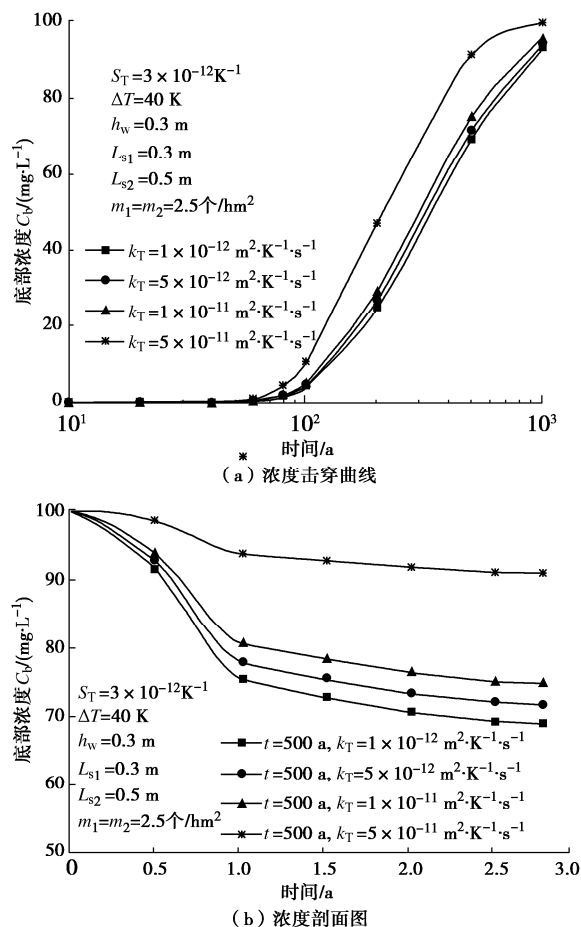 100
80
60
40
20
0
底部浓度 C_b/(mg·L⁻¹)
S_T=3×10⁻¹²K⁻¹
ΔT=40 K
h_w=0.3 m
L_s1=0.3 m
L_s2=0.5 m
m₁=m₂=2.5个/hm²
k_T=1×10⁻¹² m²·K⁻¹·s⁻¹
k_T=5×10⁻¹² m²·K⁻¹·s⁻¹
k_T=1×10⁻¹¹ m²·K⁻¹·s⁻¹
k_T=5×10⁻¹¹ m²·K⁻¹·s⁻¹
10¹ 10² 10³
时间/a
（a）浓度击穿曲线
100
90
80
70
60
50
底部浓度 C_b/(mg·L⁻¹)
S_T=3×10⁻¹²K⁻¹
ΔT=40 K
h_w=0.3 m
L_s1=0.3 m
L_s2=0.5 m
m₁=m₂=2.5个/hm²
t=500 a, k_T=1×10⁻¹² m²·K⁻¹·s⁻¹
t=500 a, k_T=5×10⁻¹² m²·K⁻¹·s⁻¹
t=500 a, k_T=1×10⁻¹¹ m²·K⁻¹·s⁻¹
t=500 a, k_T=5×10⁻¹¹ m²·K⁻¹·s⁻¹
0 0.5 1.0 1.5 2.0 2.5 3.0
时间/a
（b）浓度剖面图